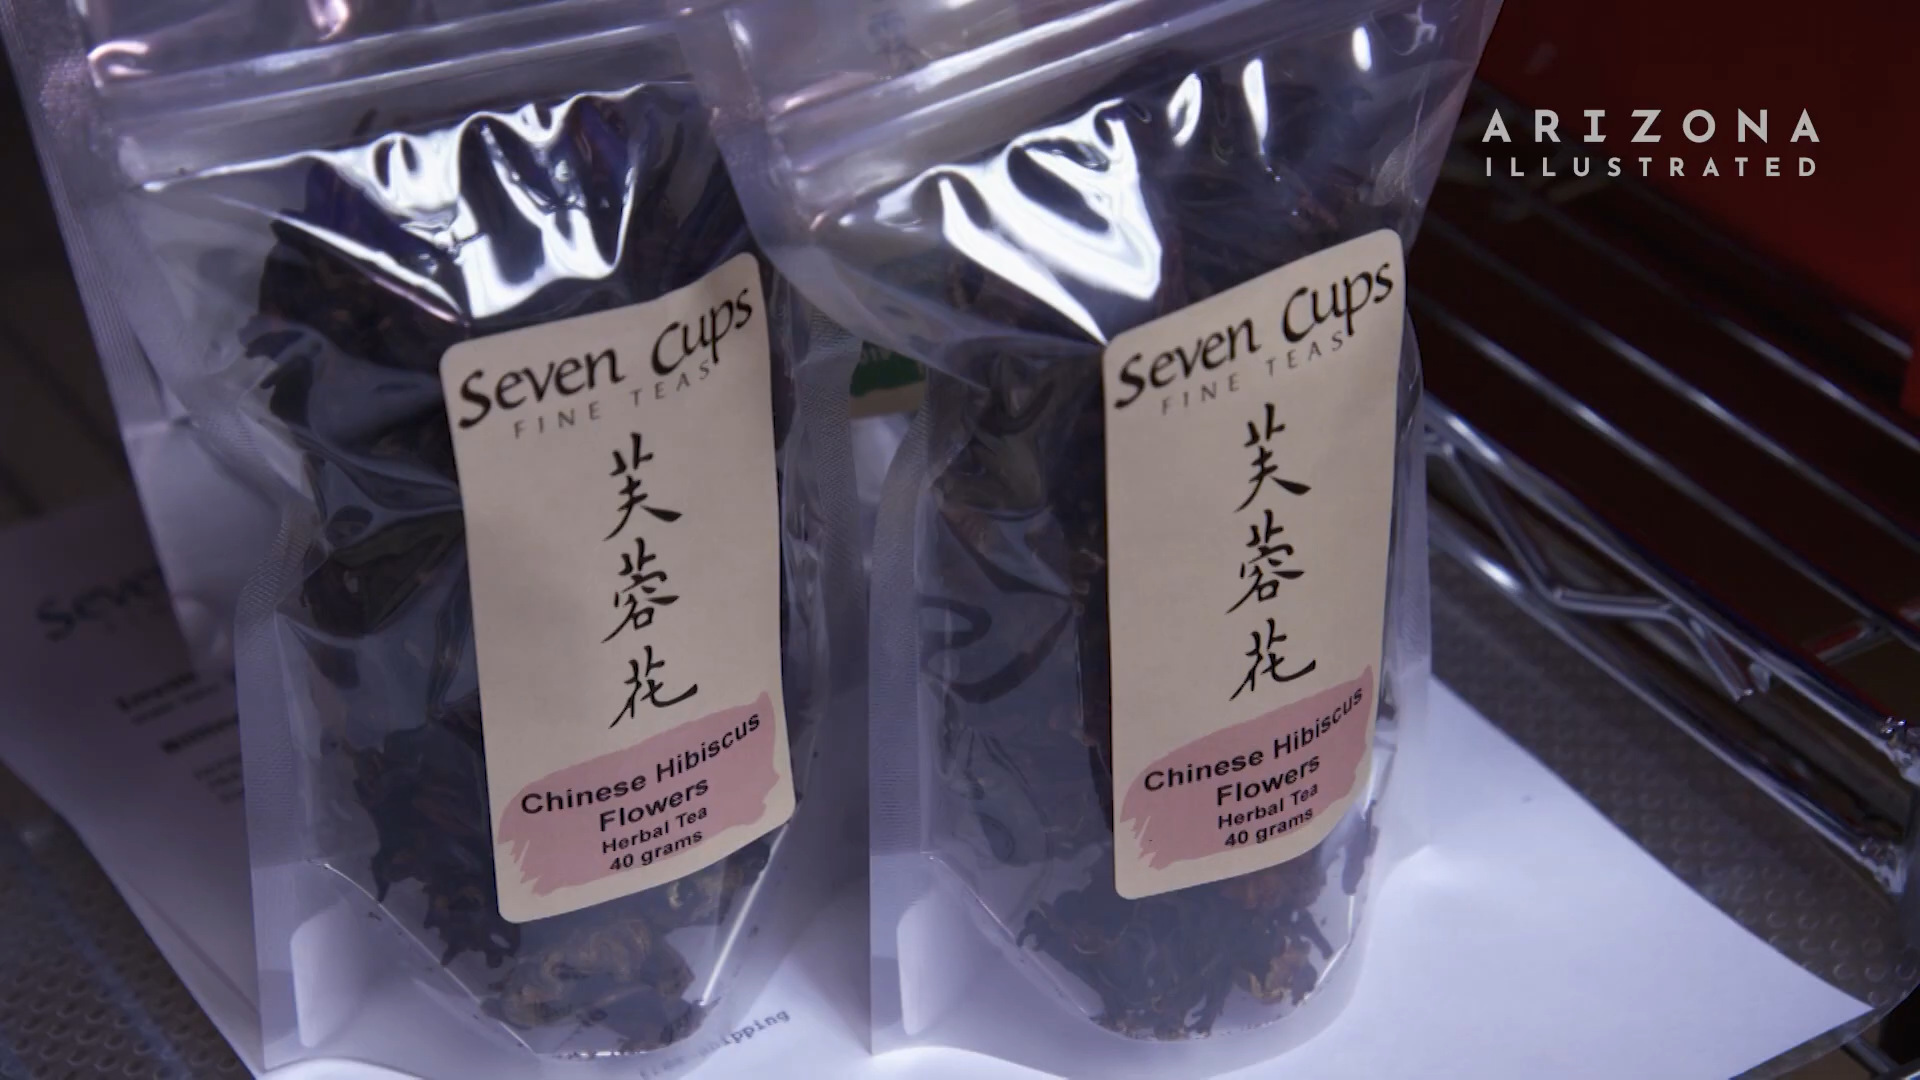 ARIZONA
ILLUSTRATED
Seven Cups
FINE TEAS
芙
蓉
花
Chinese Hibiscus
Flowers
Herbal Tea
40 grams
Seven Cups
FINE TEAS
芙
蓉
花
Chinese Hibiscus
Flowers
Herbal Tea
40 grams